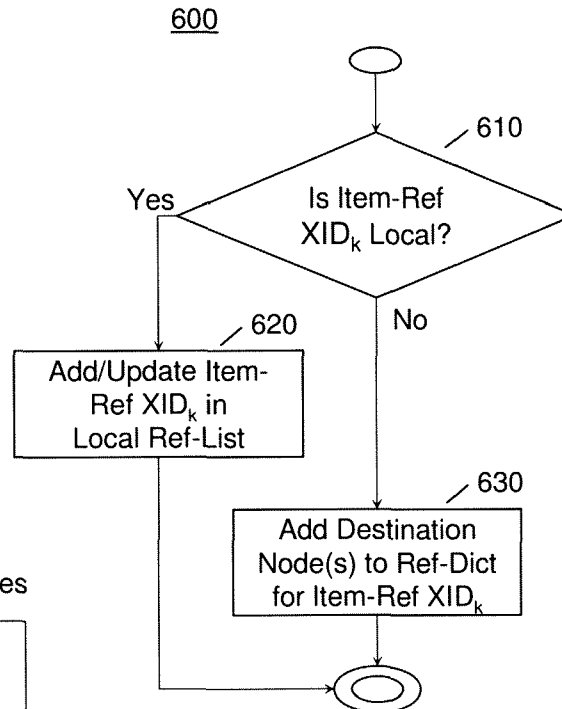 600
610
Is Item-Ref
XIDk Local?
Yes
No
620
Add/Update Item-
Ref XIDk in
Local Ref-List
630
Add Destination
Node(s) to Ref-Dict
for Item-Ref XIDk